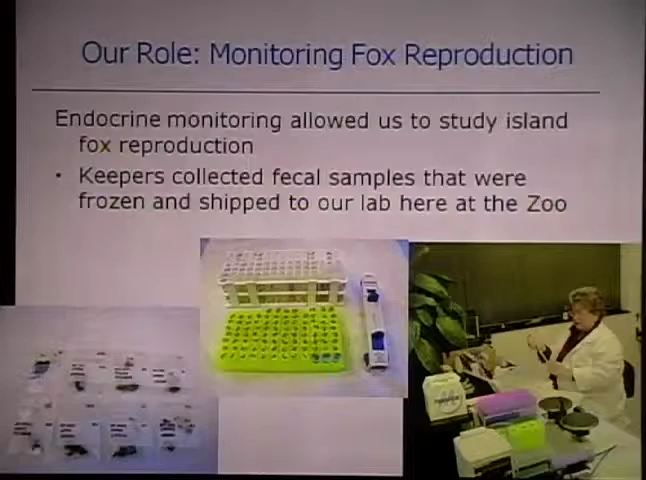 Our Role: Monitoring Fox Reproduction
Endocrine monitoring allowed us to study island
fox reproduction
• Keepers collected fecal samples that were
frozen and shipped to our lab here at the Zoo